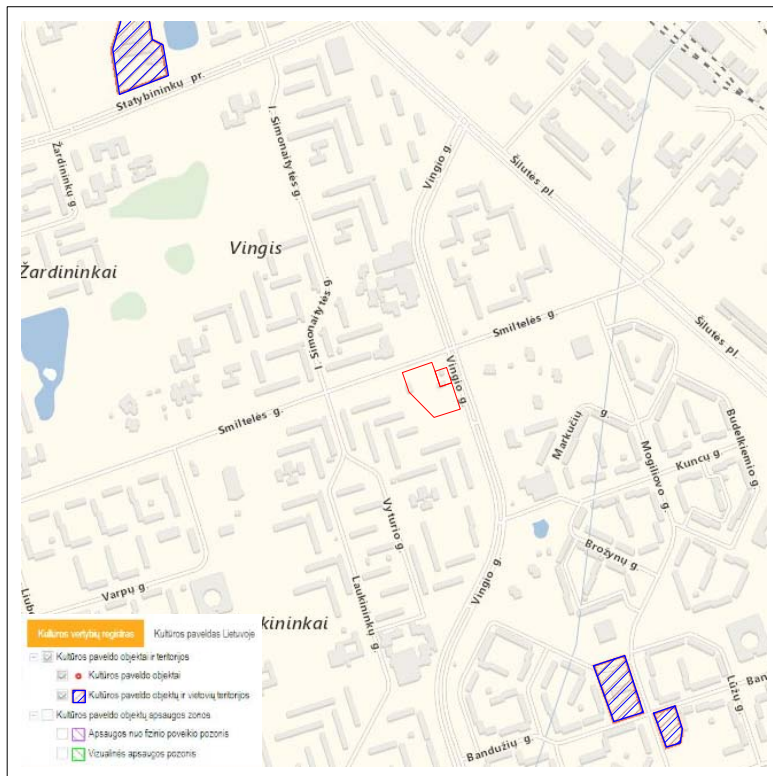 Statybininkų pr.
Žardininkų g.
I. Simonaitytės g.
Vingio g.
Šilutės pl.
Vingis
Žardininkai
I. Simonaitytės g.
Smiltelės g.
Šilutės pl.
Vingio g.
Smiltelės g.
Markučių g
Budelkiemio g.
Mogiliovo g.
Kuncų g.
Vyturio g.
Brožynų g.
Varpų g.
Laukininkų g.
Vingio g.
kininkai
Lūžų g.
Bandužių g.
Kultūros vertybių registras Kultūros paveldas Lietuvoje
Kultūros paveldo objektai ir teritorijos
Kultūros paveldo objektai
Kultūros paveldo objektų ir vietovių teritorijos
Kultūros paveldo objektų apsaugos zonos
Apsaugos nuo fizinio poveikio pozonis
Vizualinės apsaugos pozonis